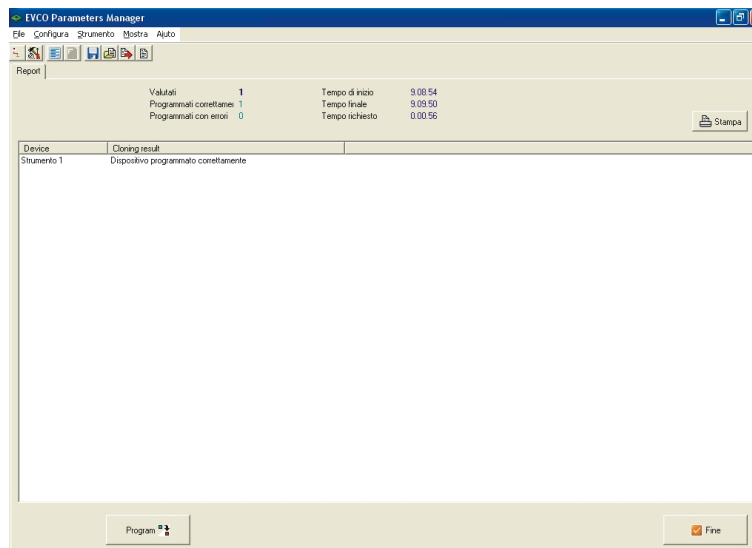 EVCO Parameters Manager
File Configura Strumento Mostra Aiuto
Report
Valutati 1 Tempo di inizio 9.08.54
Programmati correttamei 1 Tempo finale 9.09.50
Programmati con errori 0 Tempo richiesto 0.00.56
Stampa
Device Cloning result
Strumento 1 Dispositivo programmato correttamente
Program Fine